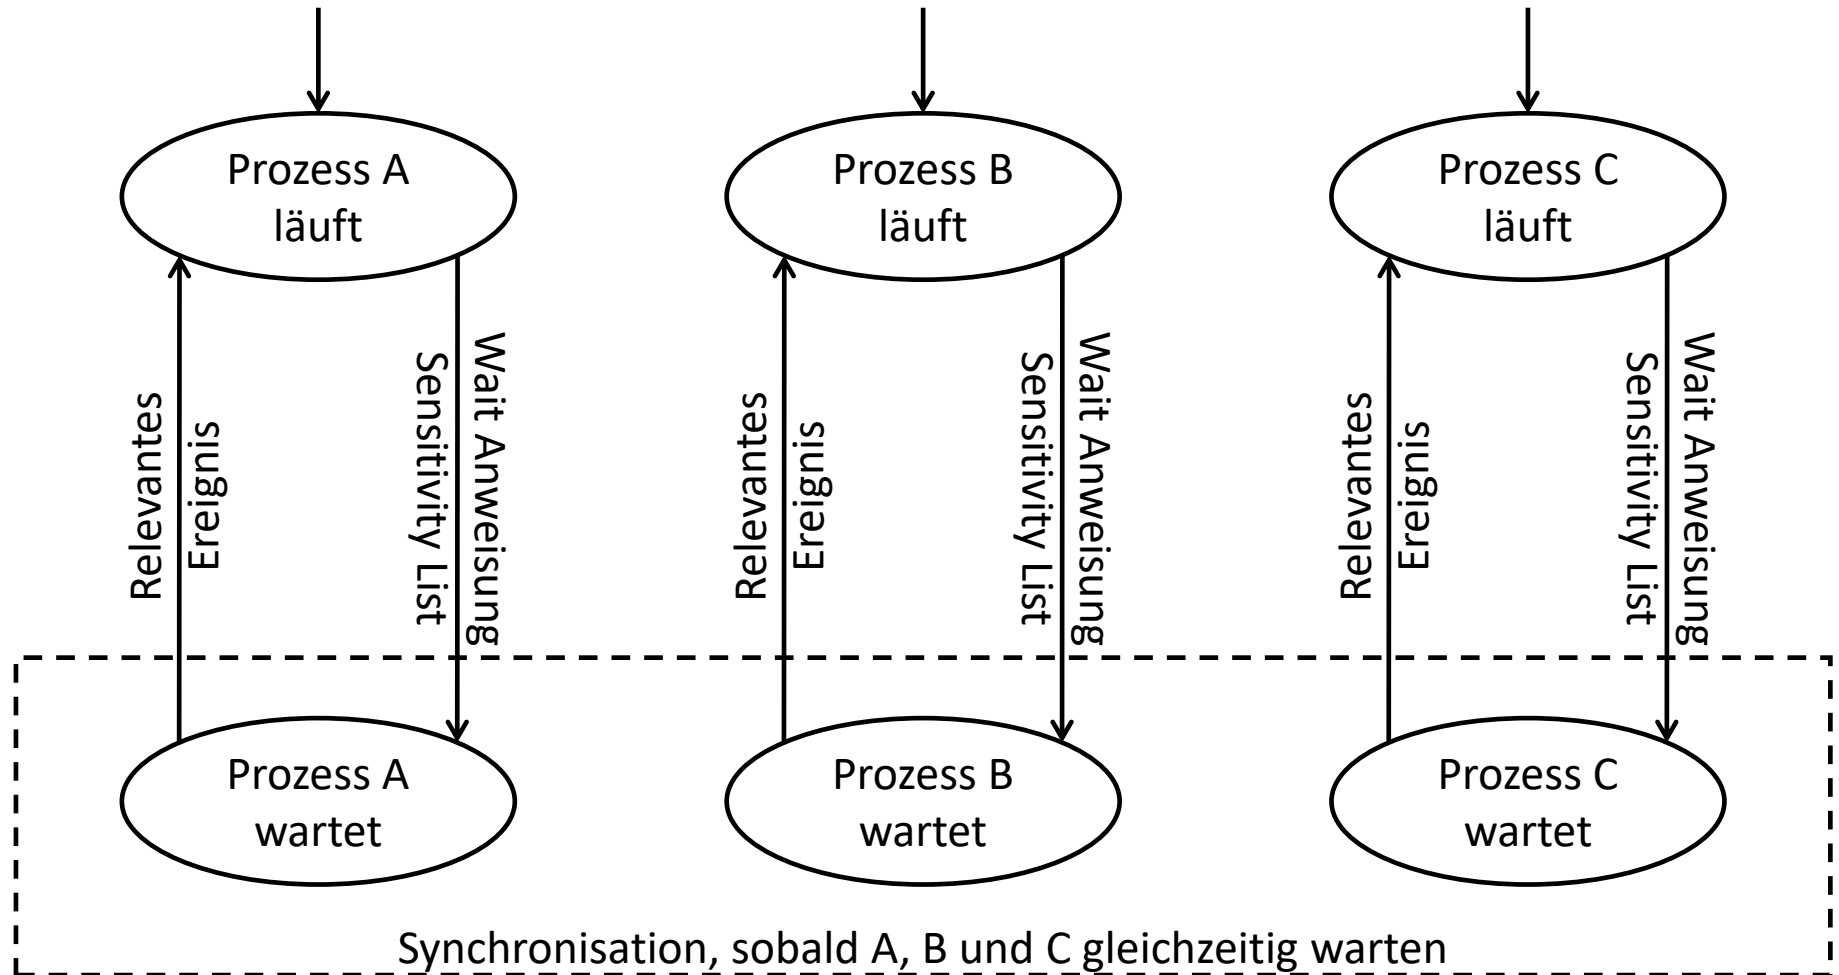 Prozess A
läuft
Prozess B
läuft
Prozess C
läuft
Relevantes
Ereignis
Wait Anweisung
Sensitivity List
Relevantes
Ereignis
Wait Anweisung
Sensitivity List
Relevantes
Ereignis
Wait Anweisung
Sensitivity List
Prozess A
wartet
Prozess B
wartet
Prozess C
wartet
Synchronisation, sobald A, B und C gleichzeitig warten